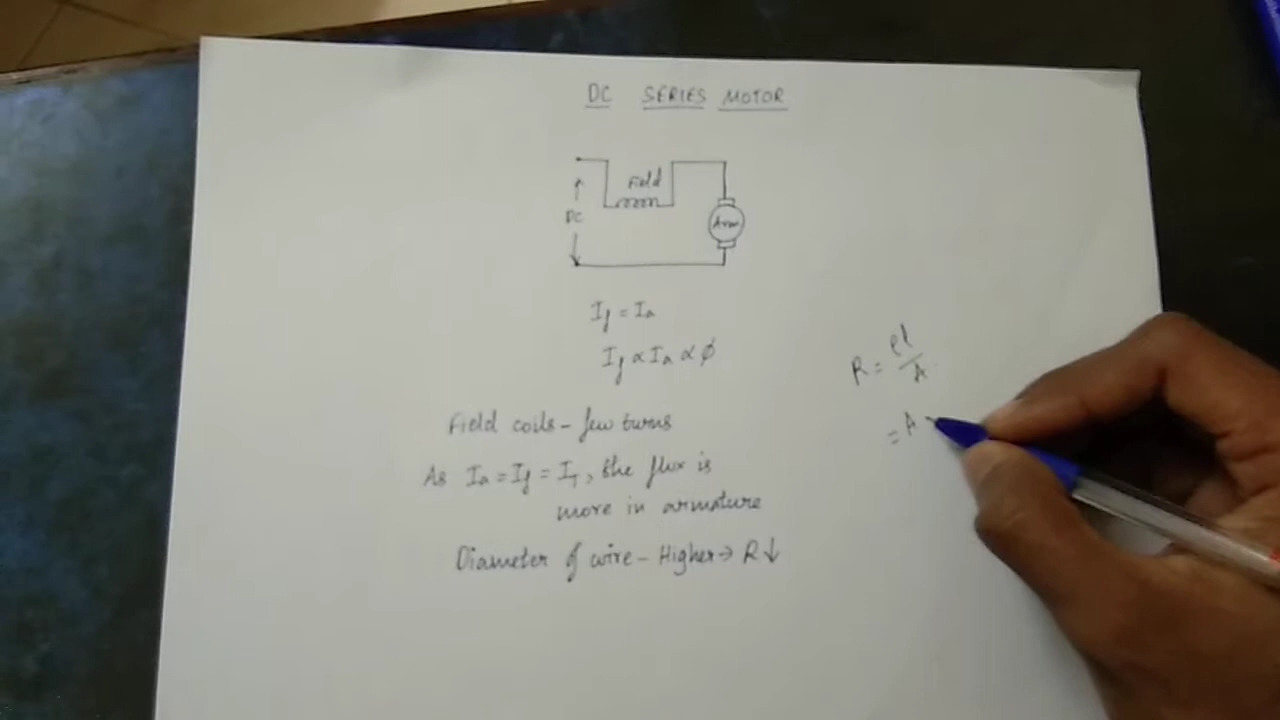 DC SERIES MOTOR
Field
DC
Arm
If = Ia
If ∝ Ia ∝ ϕ
R = ρl/A
= A
Field coils – few turns
As Ia = If = IT, the flux is
more in armature
Diameter of wire – Higher → R↓